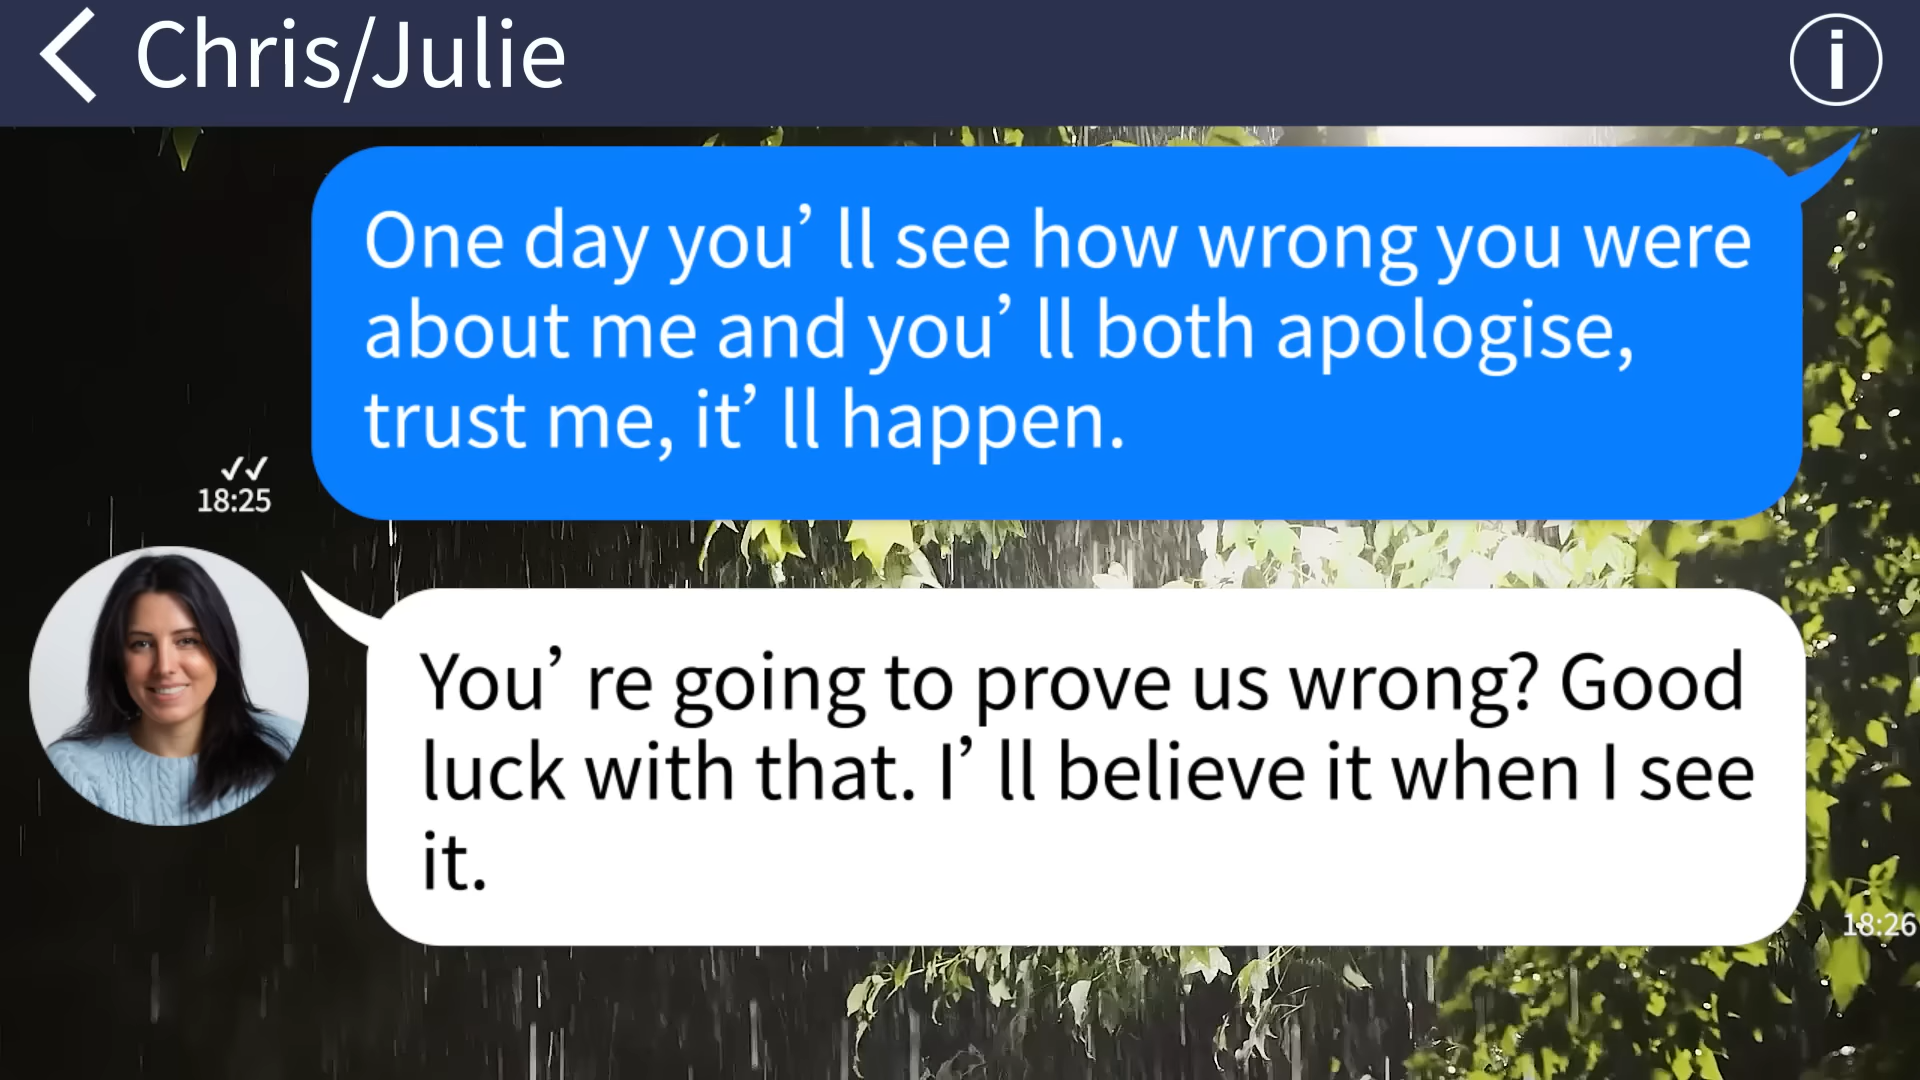 Chris/Julie
i
One day you’ ll see how wrong you were
about me and you’ ll both apologise,
trust me, it’ ll happen.
18:25
You’ re going to prove us wrong? Good
luck with that. I’ ll believe it when I see
it.
18:26